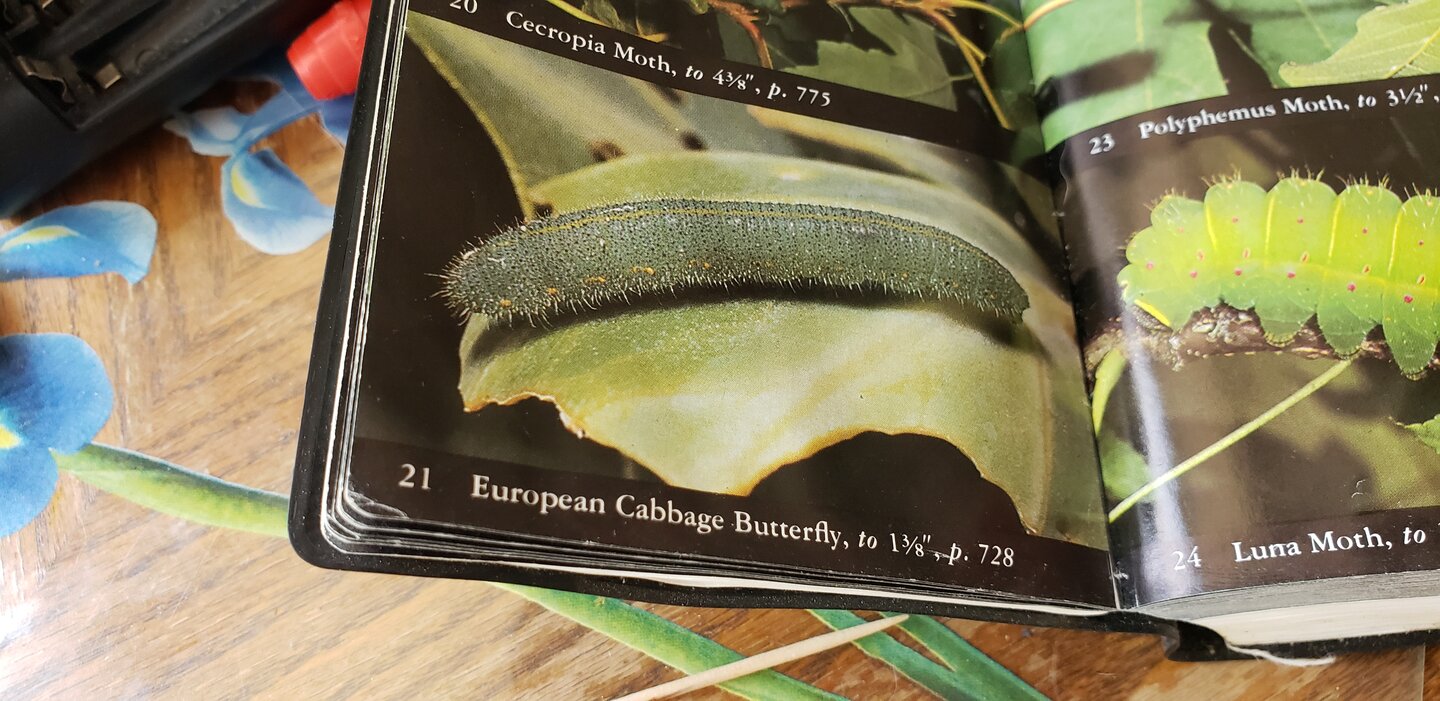 20 Cecropia Moth, to 4⅜", p. 775
21 European Cabbage Butterfly, to 1⅜", p. 728
23 Polyphemus Moth, to 3½",
24 Luna Moth, to